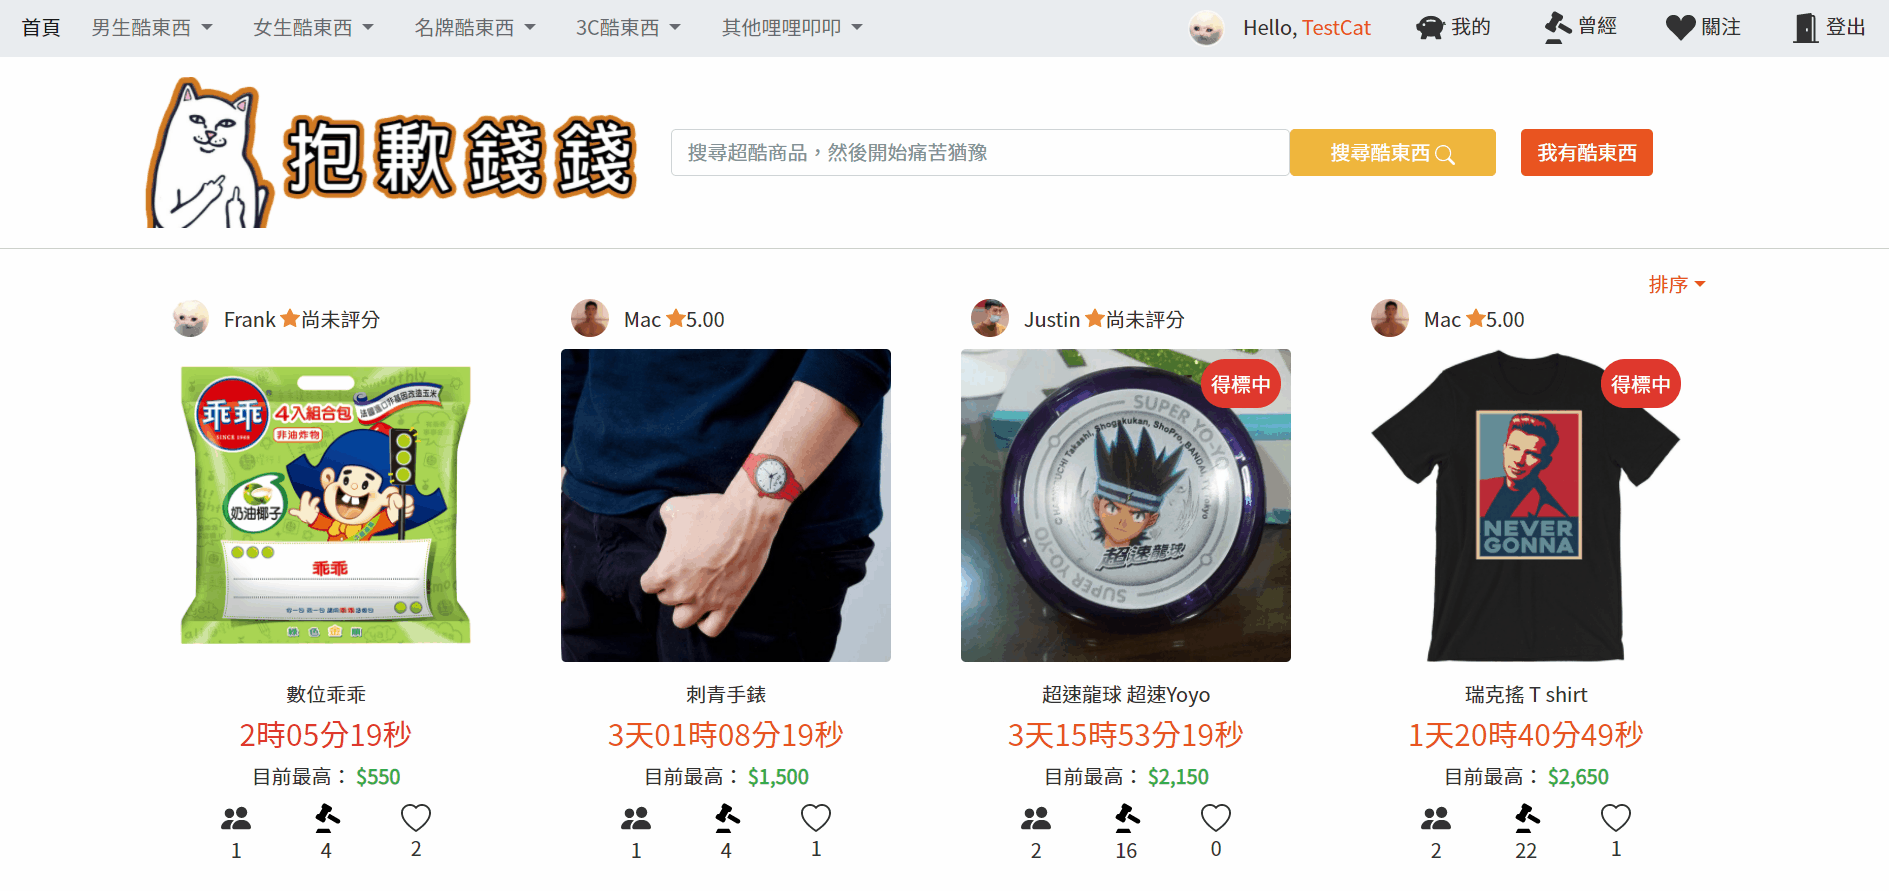 首頁 男生酷東西 女生酷東西 名牌酷東西 3C酷東西 其他哩哩叩叩 Hello, TestCat 我的 曾經 關注 登出
抱歉錢錢
搜尋超酷商品，然後開始痛苦猶豫 搜尋酷東西 我有酷東西
排序
Frank 尚未評分
Mac 5.00
Justin 尚未評分
Mac 5.00
乖乖
SINCE 1968
4入組合包
非油炸物
Smoothly
奶油椰子
乖乖
得標中
SUPER YO-YO
超速龍球
SUPER YO-YO
得標中
NEVER
GONNA
數位乖乖
2時05分19秒
目前最高： $550
1 4 2
刺青手錶
3天01時08分19秒
目前最高： $1,500
1 4 1
超速龍球 超速Yoyo
3天15時53分19秒
目前最高： $2,150
2 16 0
瑞克搖 T shirt
1天20時40分49秒
目前最高： $2,650
2 22 1